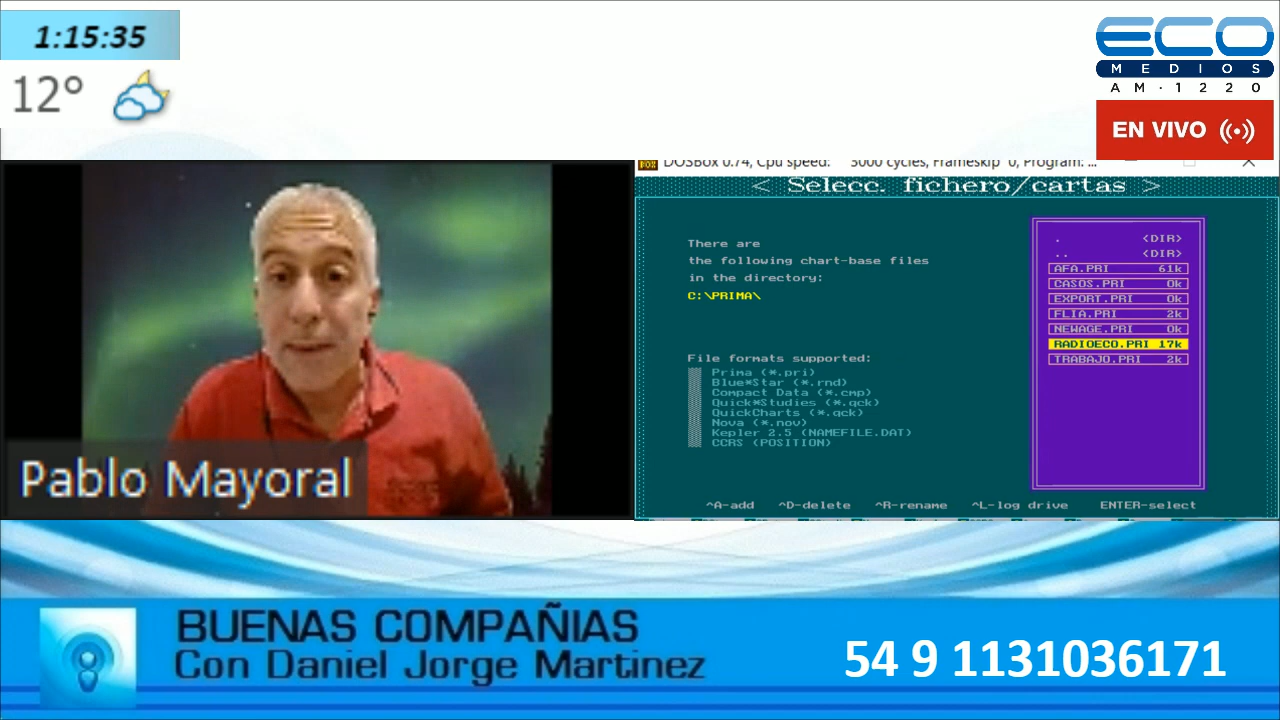 1:15:35
12°
ECO
MEDIOS
AM·1220
EN VIVO
DOSBox 0.74, Cpu speed: 3000 cycles, Frameskip 0, Program: ...
< Selecc. fichero/cartas >
There are
the following chart-base files
in the directory:
C:\PRIMA\
File formats supported:
Prima (*.pri)
Blue*Star (*.rnd)
Compact Data (*.cmp)
Quick*Studies (*.qck)
QuickCharts (*.qck)
Nova (*.nov)
Kepler 2.5 (NAMEFILE.DAT)
CCRS (POSITION)
. <DIR>
.. <DIR>
AFA.PRI 61k
CASOS.PRI 0k
EXPORT.PRI 0k
FLIA.PRI 2k
NEWAGE.PRI 0k
RADIOECO.PRI 17k
TRABAJO.PRI 2k
^A-add ^D-delete ^R-rename ^L-log drive ENTER-select
Pablo Mayoral
BUENAS COMPAÑIAS
Con Daniel Jorge Martinez
54 9 1131036171